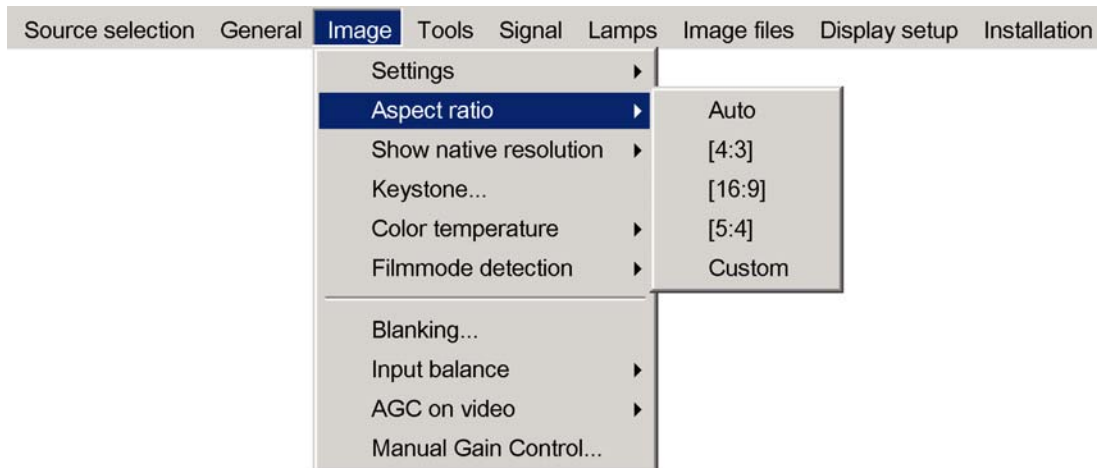 Source selection General Image Tools Signal Lamps Image files Display setup Installation
Settings
Aspect ratio
Show native resolution
Keystone...
Color temperature
Filmmode detection
Blanking...
Input balance
AGC on video
Manual Gain Control...
Auto
[4:3]
[16:9]
[5:4]
Custom